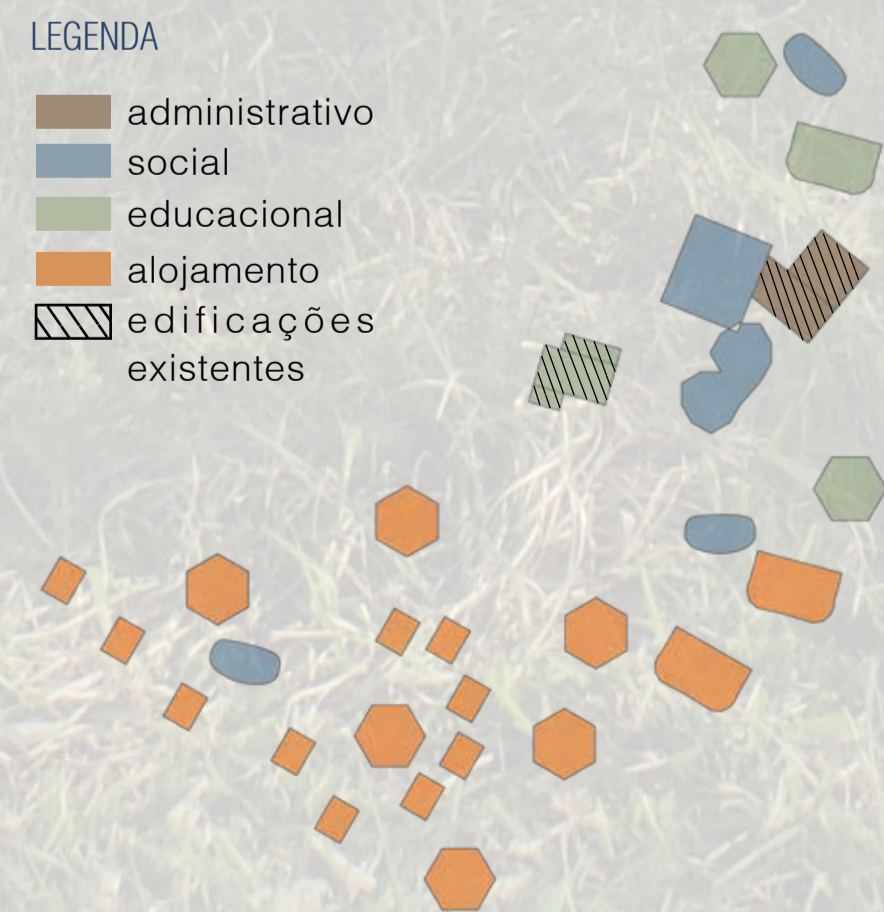 LEGENDA
administrativo
social
educacional
alojamento
edificações
existentes